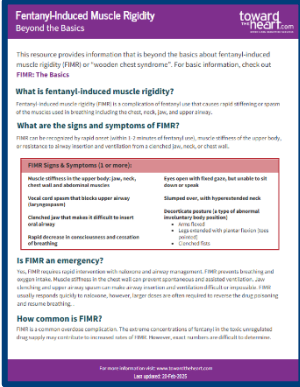 Fentanyl-Induced Muscle Rigidity
Beyond the Basics
toward
the heart.com
This resource provides information that is beyond the basics about fentanyl-induced
muscle rigidity (FIMR) or "wooden chest syndrome". For basic information, check out
FIMR: The Basics
What is fentanyl-induced muscle rigidity?
Fentanyl-induced muscle rigidity (FIMR) is a complication of fentanyl use that causes rapid stiffening or spasm
of the muscles used in breathing including the chest, neck, jaw, and upper airway.
What are the signs and symptoms of FIMR?
FIMR can be recognized by rapid onset (within 1-2 minutes of fentanyl use), muscle stiffness of the upper body,
or resistance to airway insertion and ventilation from a clenched jaw, neck, or chest.
FIMR Signs & Symptoms (1 or more):
Muscle stiffness in the upper body: jaw, neck,
chest wall and abdominal muscles
Vocal cord spasm that blocks upper airway
(laryngospasm)
Clenched jaw that makes it difficult to insert
oral airway
Rapid decrease in consciousness and cessation
of breathing
Eyes open with fixed gaze, but unable to sit
down or speak
Slumped over, with hyperextended neck
Decorticate posture (a type of abnormal
involuntary body position)
• Arms flexed
• Legs extended with plantar flexion (toes
pointed)
• Clenched fists
Is FIMR an emergency?
Yes, FIMR requires rapid intervention with naloxone and airway management. FIMR prevents breathing and
oxygen intake. Muscle stiffness in the chest wall can prevent spontaneous and assisted ventilation. Jaw
clenching and upper airway spasm can make airway insertion and ventilation difficult or impossible. FIMR
usually responds quickly to naloxone, however, larger doses are often required to reverse the drug poisoning
and resume breathing.
How common is FIMR?
FIMR is a common overdose complication. The extreme concentrations of fentanyl in the toxic unregulated
drug supply may contribute to increased rates of FIMR. However, exact numbers are difficult to determine.
For more information visit: www.towardtheheart.com
Last updated: 20-Feb-2025